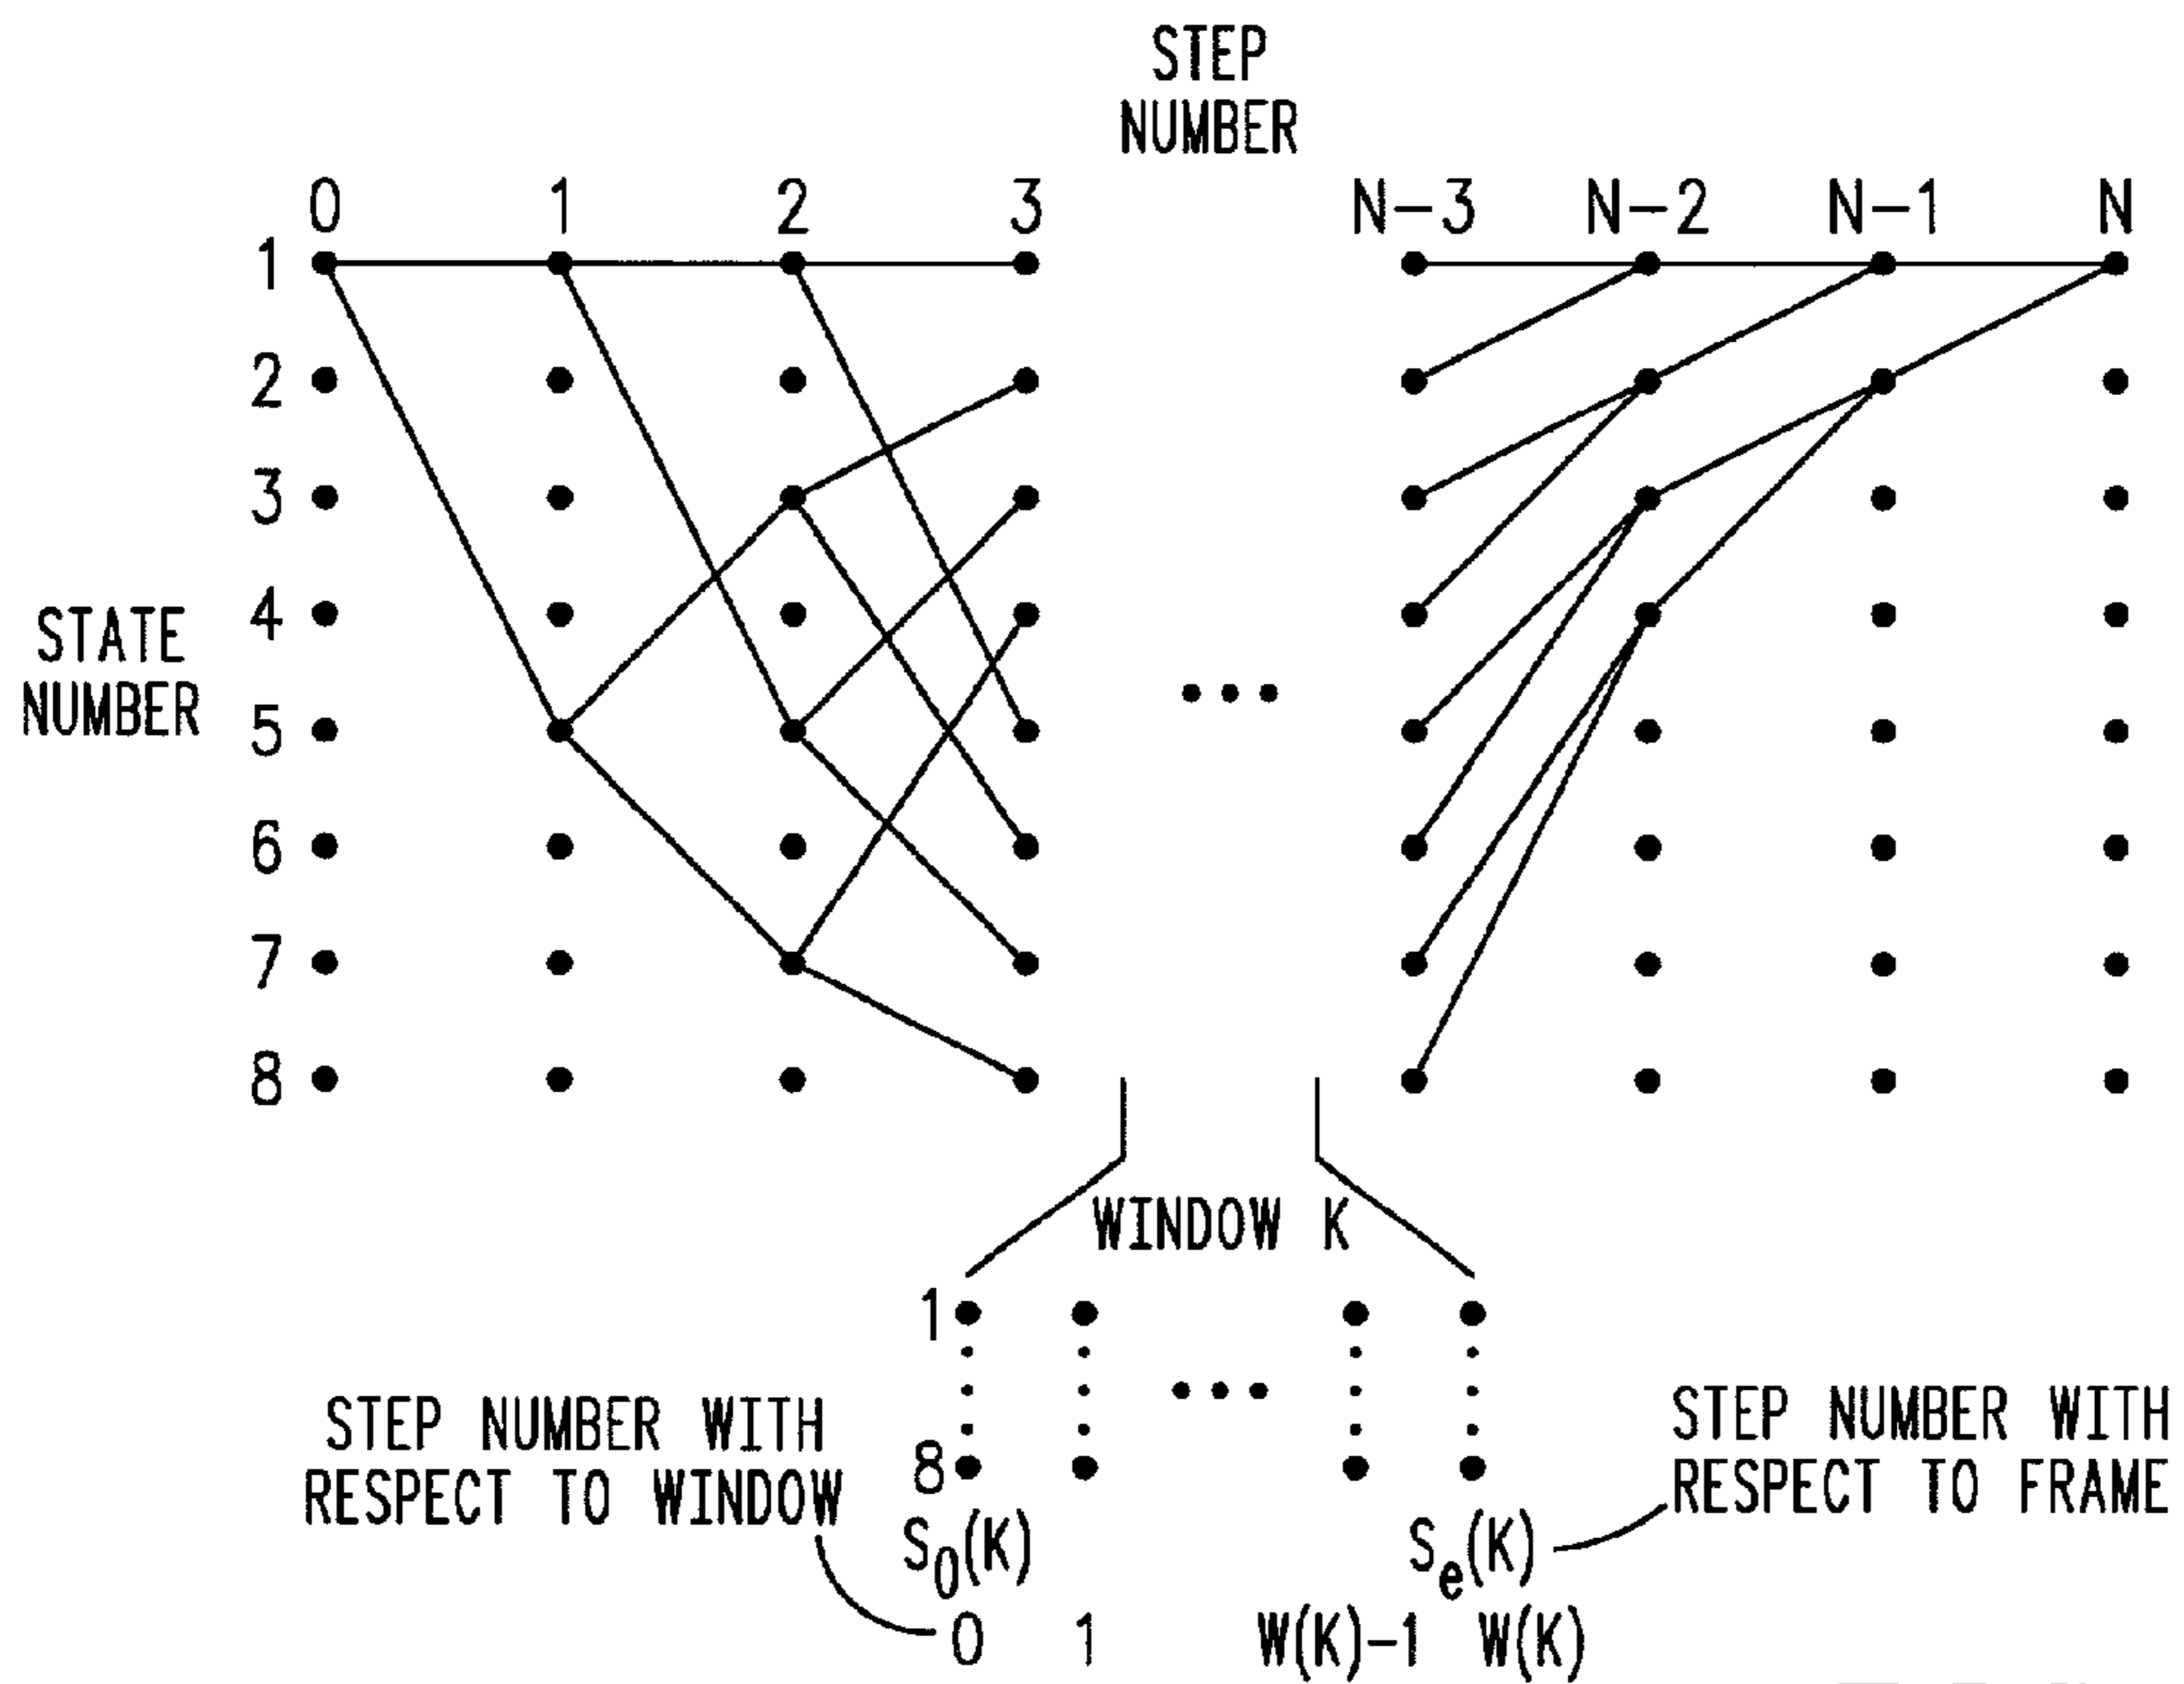 STEP
NUMBER
0 1 2 3 N-3 N-2 N-1 N
1
2
3
4
STATE
NUMBER
5
6
7
8
WINDOW K
1
8
STEP NUMBER WITH
RESPECT TO WINDOW
STEP NUMBER WITH
RESPECT TO FRAME
S0(K) Se(K)
0 1 W(K)-1 W(K)